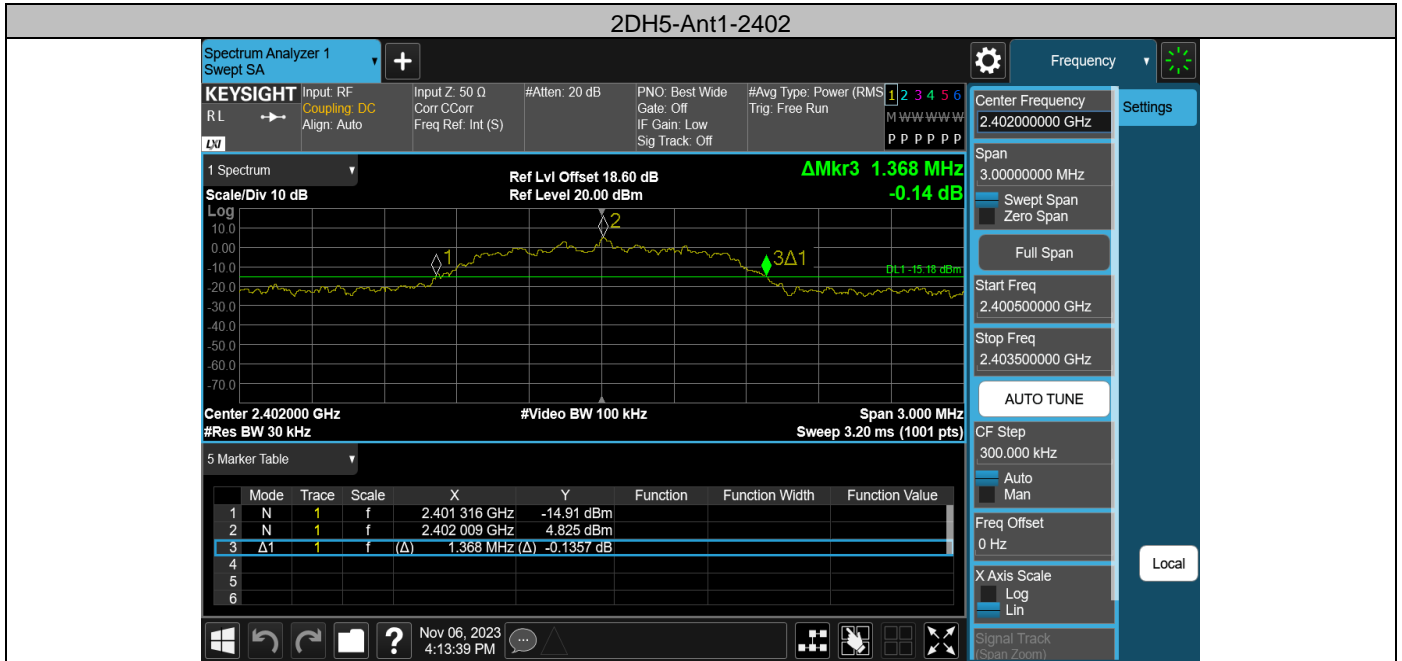 2DH5-Ant1-2402
Spectrum Analyzer 1
Swept SA
Frequency
KEYSIGHT
RL
LXI
Input: RF
Coupling: DC
Align: Auto
Input Z: 50 Ω
Corr CCorr
Freq Ref: Int (S)
#Atten: 20 dB
PNO: Best Wide
Gate: Off
IF Gain: Low
Sig Track: Off
#Avg Type: Power (RMS
Trig: Free Run
1 2 3 4 5 6
M W W W W W
P P P P P P
Center Frequency
2.402000000 GHz
Settings
Span
3.00000000 MHz
Swept Span
Zero Span
Full Span
Start Freq
2.400500000 GHz
Stop Freq
2.403500000 GHz
AUTO TUNE
CF Step
300.000 kHz
Auto
Man
Freq Offset
0 Hz
X Axis Scale
Log
Lin
Signal Track
(Span Zoom)
Local
1 Spectrum
Scale/Div 10 dB
Ref Lvl Offset 18.60 dB
Ref Level 20.00 dBm
ΔMkr3 1.368 MHz
-0.14 dB
Log
10.0
0.00
-10.0
-20.0
-30.0
-40.0
-50.0
-60.0
-70.0
1
2
3Δ1
DL1 -15.18 dBm
Center 2.402000 GHz
#Video BW 100 kHz
Span 3.000 MHz
#Res BW 30 kHz
Sweep 3.20 ms (1001 pts)
5 Marker Table
Mode Trace Scale X Y Function Function Width Function Value
1 N 1 f 2.401 316 GHz -14.91 dBm
2 N 1 f 2.402 009 GHz 4.825 dBm
3 Δ1 1 f (Δ) 1.368 MHz (Δ) -0.1357 dB
4
5
6
?
Nov 06, 2023
4:13:39 PM